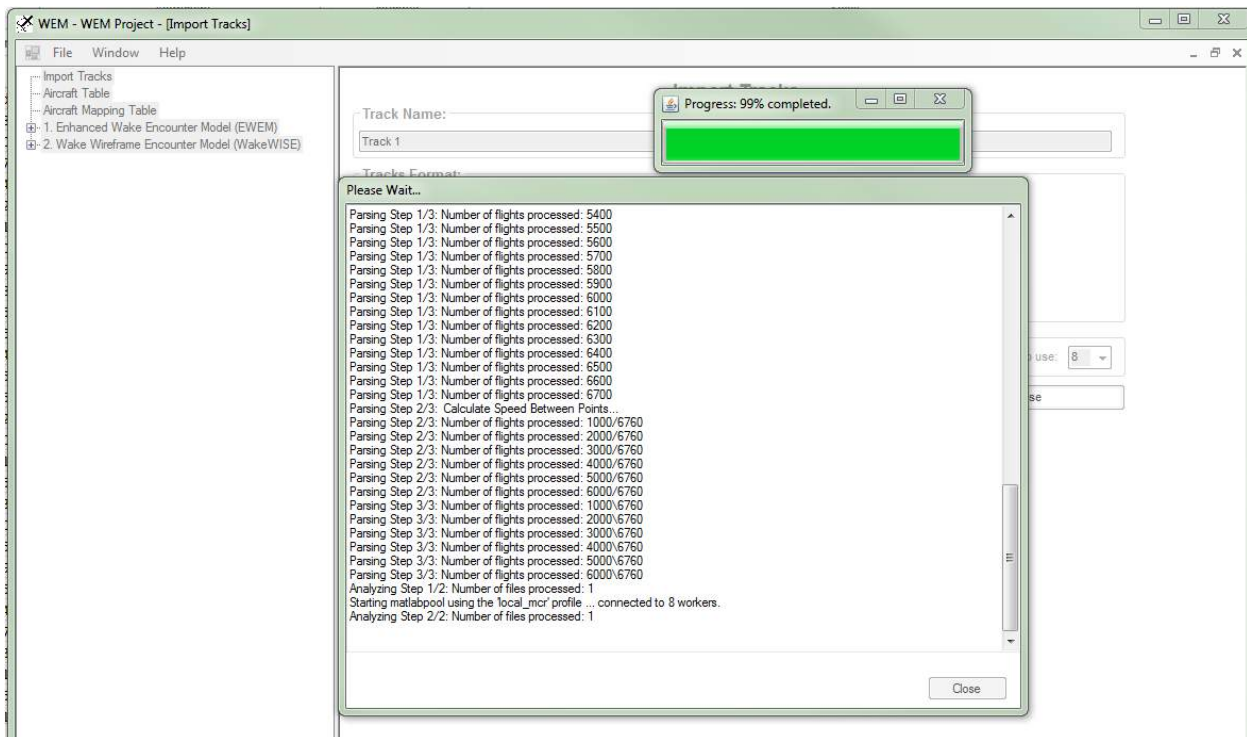 WEM - WEM Project - [Import Tracks]
File Window Help
Import Tracks
Aircraft Table
Aircraft Mapping Table
1. Enhanced Wake Encounter Model (EWEM)
2. Wake Wireframe Encounter Model (WakeWISE)
Import Tracks
Progress: 99% completed.
Track Name:
Track 1
Tracks Format:
Please Wait...
Parsing Step 1/3: Number of flights processed: 5400
Parsing Step 1/3: Number of flights processed: 5500
Parsing Step 1/3: Number of flights processed: 5600
Parsing Step 1/3: Number of flights processed: 5700
Parsing Step 1/3: Number of flights processed: 5800
Parsing Step 1/3: Number of flights processed: 5900
Parsing Step 1/3: Number of flights processed: 6000
Parsing Step 1/3: Number of flights processed: 6100
Parsing Step 1/3: Number of flights processed: 6200
Parsing Step 1/3: Number of flights processed: 6300
Parsing Step 1/3: Number of flights processed: 6400
Parsing Step 1/3: Number of flights processed: 6500
Parsing Step 1/3: Number of flights processed: 6600
Parsing Step 1/3: Number of flights processed: 6700
Parsing Step 2/3: Calculate Speed Between Points...
Parsing Step 2/3: Number of flights processed: 1000/6760
Parsing Step 2/3: Number of flights processed: 2000/6760
Parsing Step 2/3: Number of flights processed: 3000/6760
Parsing Step 2/3: Number of flights processed: 4000/6760
Parsing Step 2/3: Number of flights processed: 5000/6760
Parsing Step 2/3: Number of flights processed: 6000/6760
Parsing Step 3/3: Number of flights processed: 1000\6760
Parsing Step 3/3: Number of flights processed: 2000\6760
Parsing Step 3/3: Number of flights processed: 3000\6760
Parsing Step 3/3: Number of flights processed: 4000\6760
Parsing Step 3/3: Number of flights processed: 5000\6760
Parsing Step 3/3: Number of flights processed: 6000\6760
Analyzing Step 1/2: Number of files processed: 1
Starting matlabpool using the 'local_mcr' profile ... connected to 8 workers.
Analyzing Step 2/2: Number of files processed: 1
use: 8
se
Close